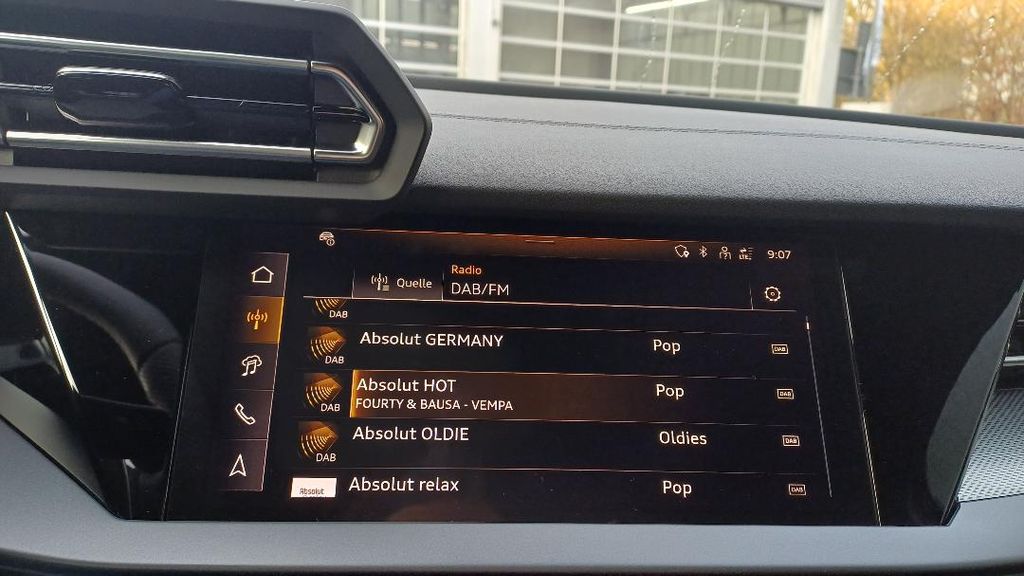 9:07
Quelle
Radio
DAB/FM
DAB
Absolut GERMANY
Pop
DAB
DAB
Absolut HOT
FOURTY & BAUSA - VEMPA
Pop
DAB
DAB
Absolut OLDIE
Oldies
DAB
DAB
Absolut
Absolut relax
Pop
DAB